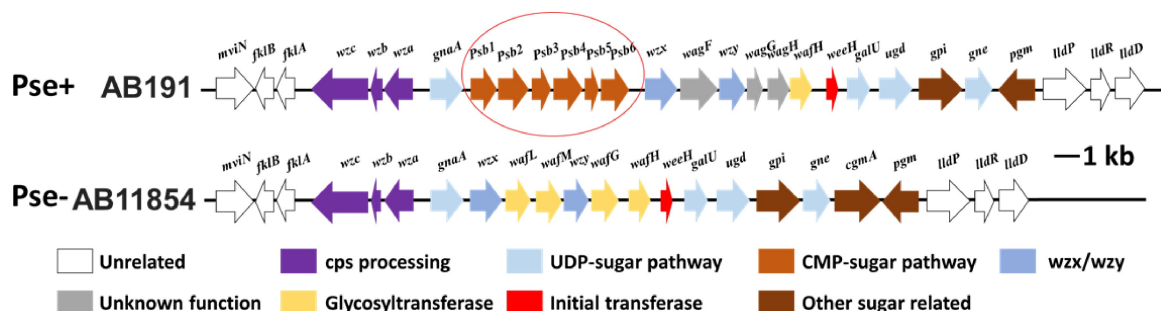 mviN fklB fklA wzc wzb wza gnaA Psb1 Psb2 Psb3 Psb4 Psb5 Psb6 wzx wagF wzy wagG wagH wafH weeH galU ugd gpi gne pgm lldP lldR lldD
Pse+ AB191
mviN fklB fklA wzc wzb wza gnaA wzx wafL wafM wzy wafG wafH weeH galU ugd gpi gne cgmA pgm lldP lldR lldD
1 kb
Pse- AB11854
Unrelated cps processing UDP-sugar pathway CMP-sugar pathway wzx/wzy
Unknown function Glycosyltransferase Initial transferase Other sugar related